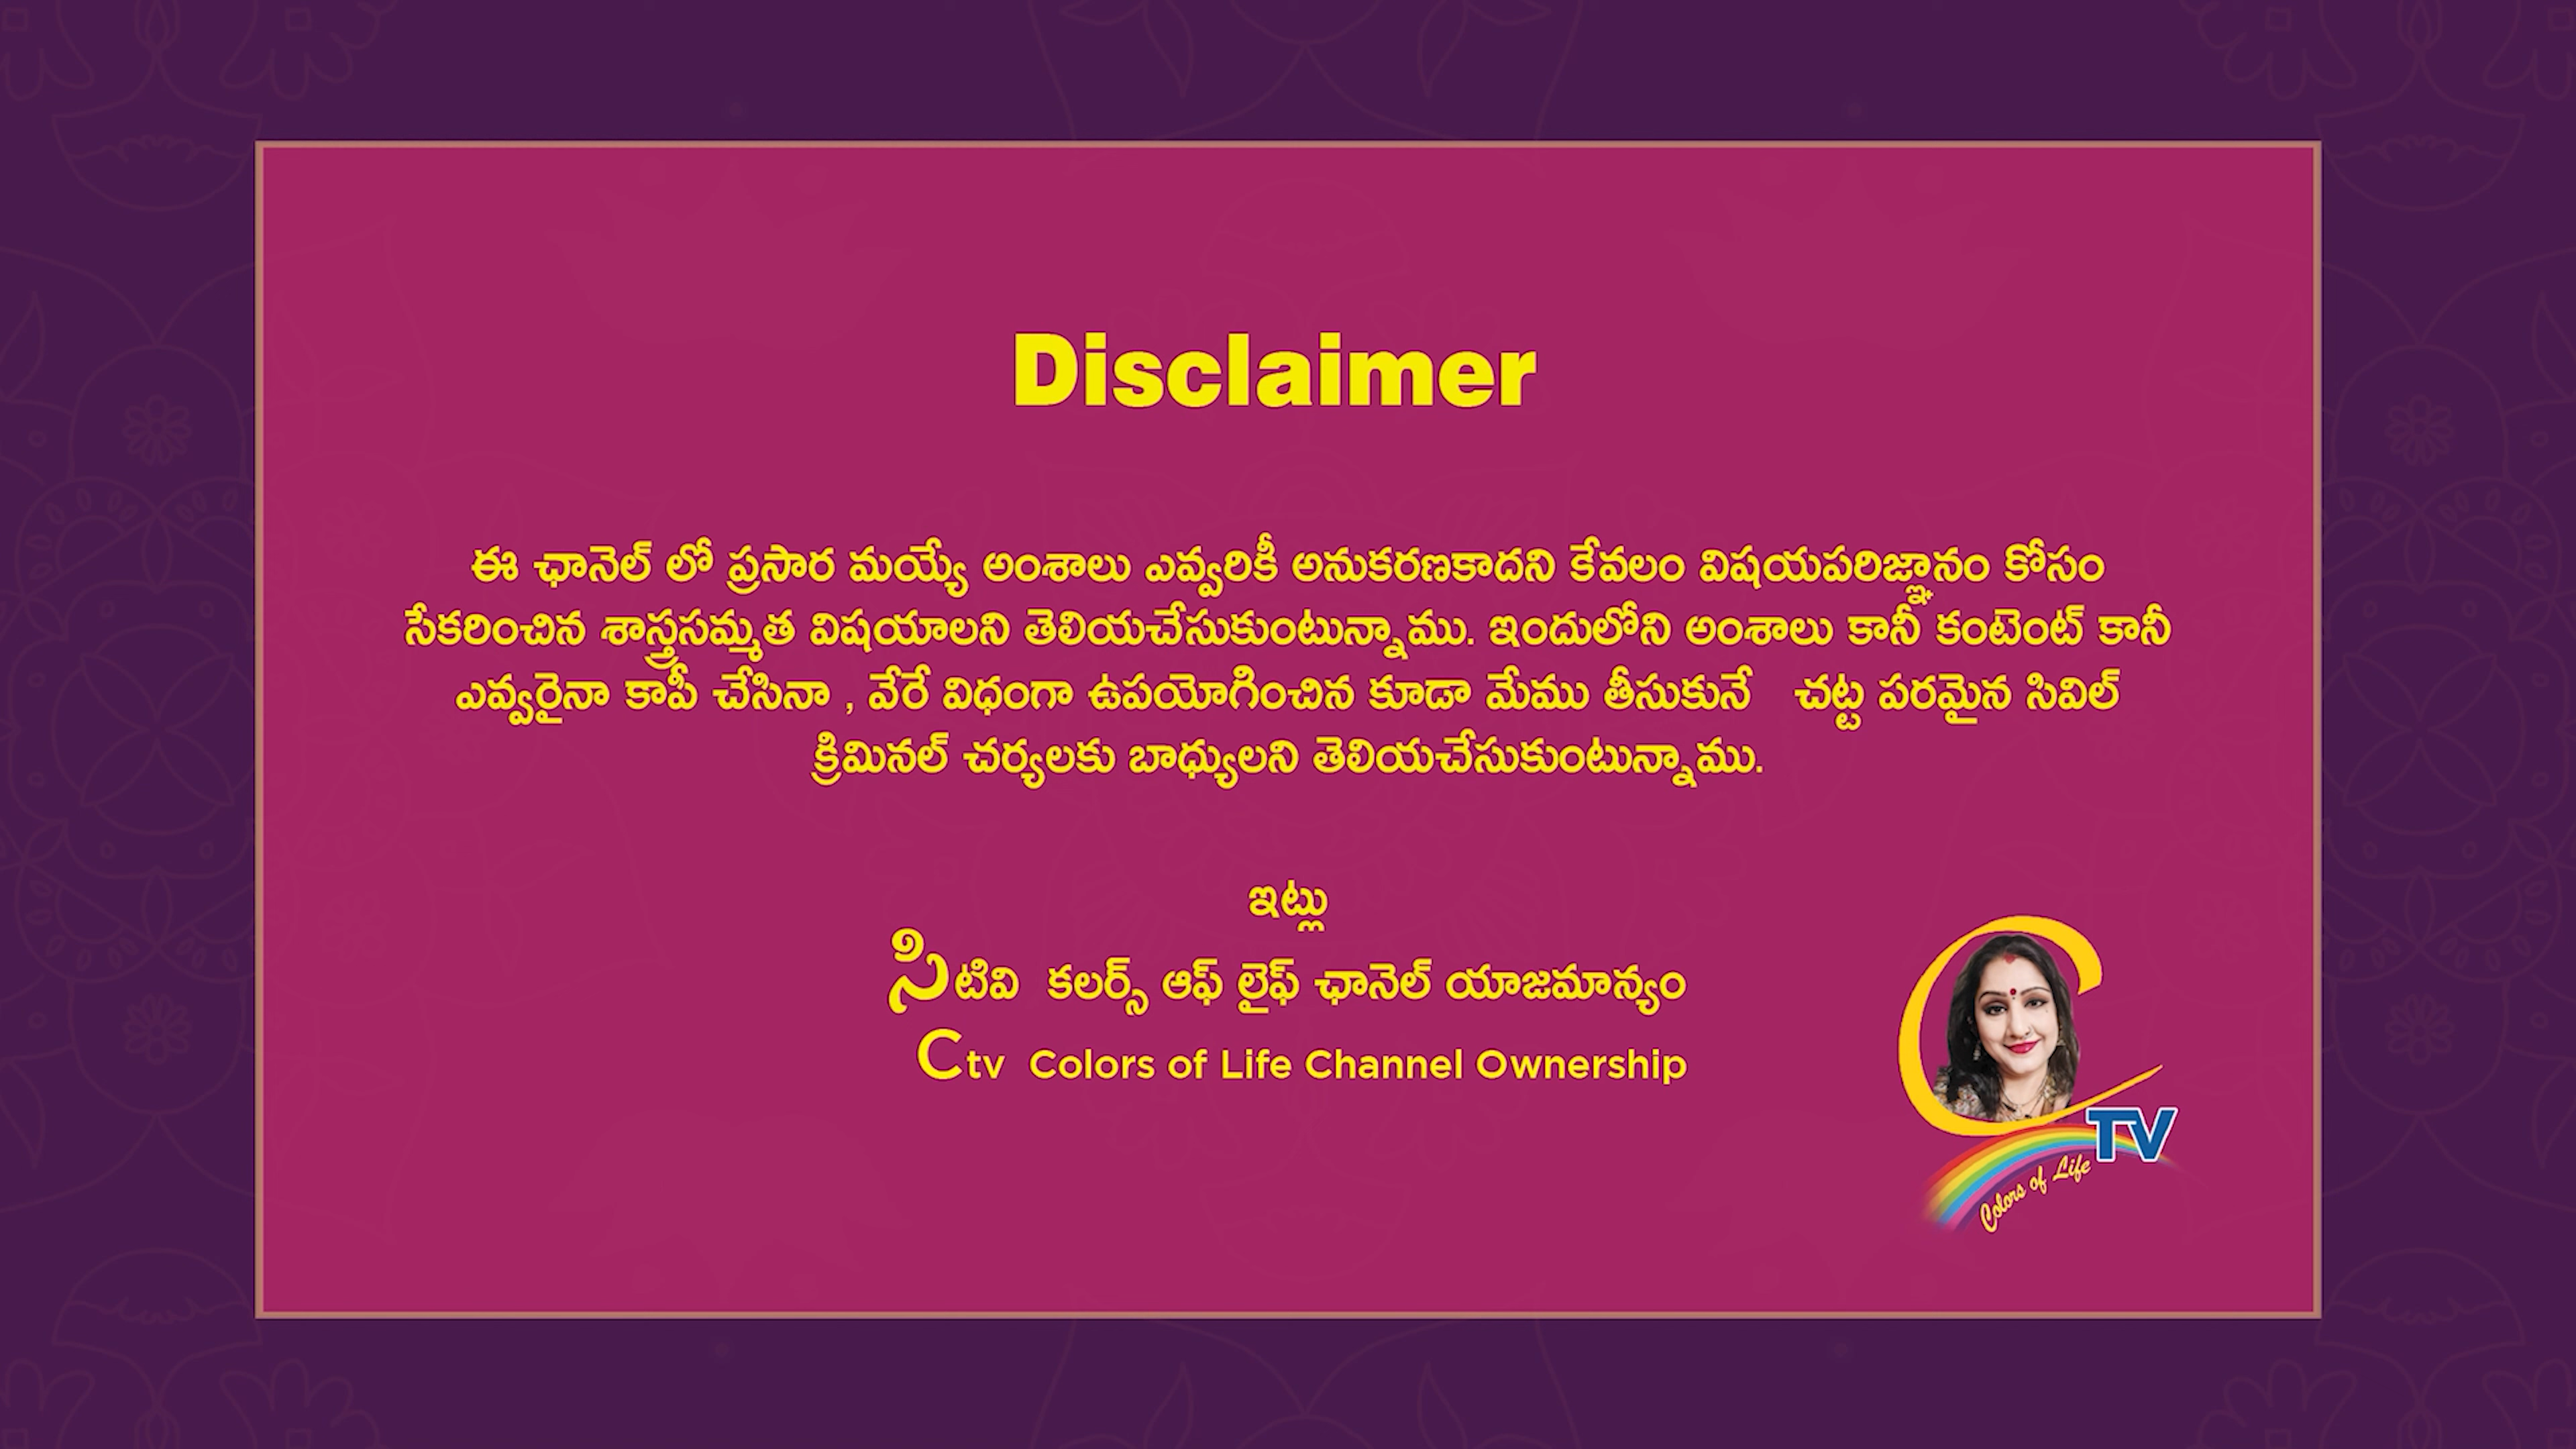 Disclaimer
ఈ ఛానెల్ లో ప్రసార మయ్యే అంశాలు ఎవ్వరికీ అనుకరణకాదని కేవలం విషయపరిజ్ఞానం కోసం
సేకరించిన శాస్త్రసమ్మత విషయాలని తెలియచేసుకుంటున్నాము. ఇందులోని అంశాలు కానీ కంటెంట్ కానీ
ఎవ్వరైనా కాపీ చేసినా , వేరే విధంగా ఉపయోగించిన కూడా మేము తీసుకునే చట్ట పరమైన సివిల్
క్రిమినల్ చర్యలకు బాధ్యులని తెలియచేసుకుంటున్నాము.
ఇట్లు
సిటివి కలర్స్ ఆఫ్ లైఫ్ ఛానెల్ యాజమాన్యం
Ctv Colors of Life Channel Ownership
C TV
Colors of Life